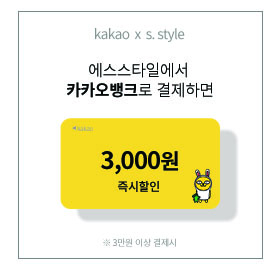 kakao x s. style
에스스타일에서
카카오뱅크로 결제하면
kakao
3,000원
즉시할인
※ 3만원 이상 결제시